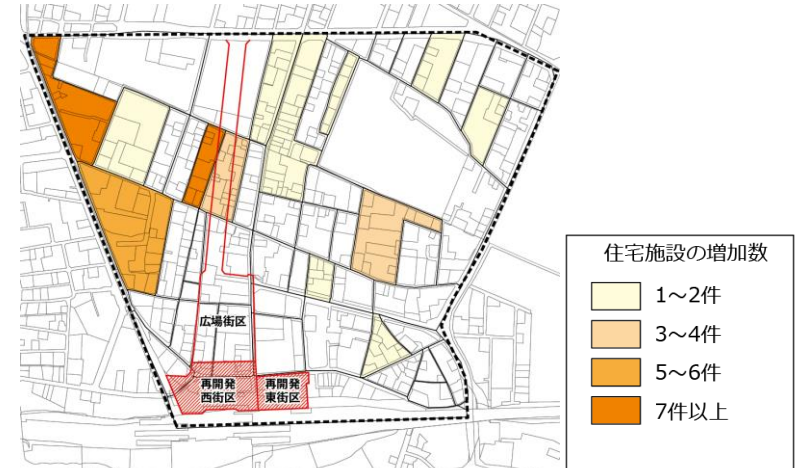 広場街区
再開発
西街区
再開発
東街区
住宅施設の増加数
1～2件
3～4件
5～6件
7件以上